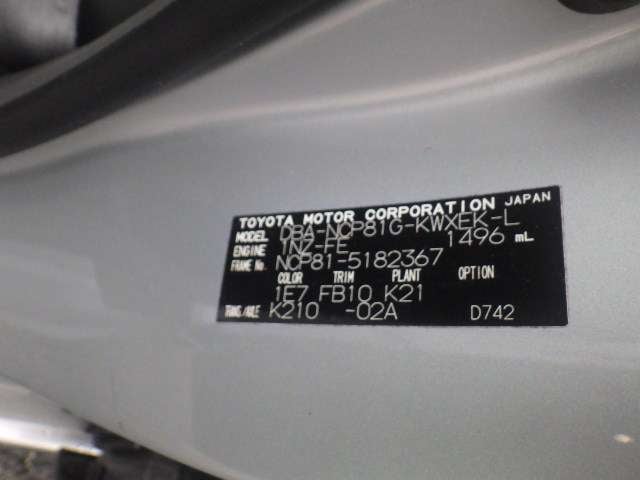 TOYOTA MOTOR CORPORATION JAPAN
MODEL DBA-NCP81G-KWXEK-L
ENGINE 1NZ-FE 1496 mL
FRAME No. NCP81-5182367
COLOR TRIM PLANT OPTION
1E7 FB10 K21
TRANS/AXLE K210 -02A D742